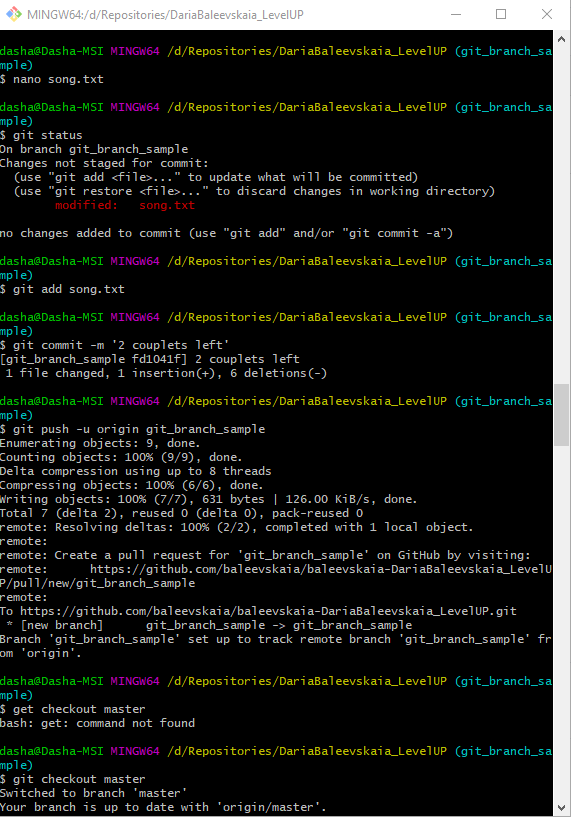 MINGW64:/d/Repositories/DariaBaleevskaia_LevelUP
dasha@Dasha-MSI MINGW64 /d/Repositories/DariaBaleevskaia_LevelUP (git_branch_sa
mple)
$ nano song.txt
dasha@Dasha-MSI MINGW64 /d/Repositories/DariaBaleevskaia_LevelUP (git_branch_sa
mple)
$ git status
On branch git_branch_sample
Changes not staged for commit:
  (use "git add <file>..." to update what will be committed)
  (use "git restore <file>..." to discard changes in working directory)
        modified:   song.txt
no changes added to commit (use "git add" and/or "git commit -a")
dasha@Dasha-MSI MINGW64 /d/Repositories/DariaBaleevskaia_LevelUP (git_branch_sa
mple)
$ git add song.txt
dasha@Dasha-MSI MINGW64 /d/Repositories/DariaBaleevskaia_LevelUP (git_branch_sa
mple)
$ git commit -m '2 couplets left'
[git_branch_sample fd1041f] 2 couplets left
 1 file changed, 1 insertion(+), 6 deletions(-)
dasha@Dasha-MSI MINGW64 /d/Repositories/DariaBaleevskaia_LevelUP (git_branch_sa
mple)
$ git push -u origin git_branch_sample
Enumerating objects: 9, done.
Counting objects: 100% (9/9), done.
Delta compression using up to 8 threads
Compressing objects: 100% (6/6), done.
Writing objects: 100% (7/7), 631 bytes | 126.00 KiB/s, done.
Total 7 (delta 2), reused 0 (delta 0), pack-reused 0
remote: Resolving deltas: 100% (2/2), completed with 1 local object.
remote:
remote: Create a pull request for 'git_branch_sample' on GitHub by visiting:
remote:      https://github.com/baleevskaia/baleevskaia-DariaBaleevskaia_LevelU
P/pull/new/git_branch_sample
remote:
To https://github.com/baleevskaia/baleevskaia-DariaBaleevskaia_LevelUP.git
 * [new branch]      git_branch_sample -> git_branch_sample
Branch 'git_branch_sample' set up to track remote branch 'git_branch_sample' fr
om 'origin'.
dasha@Dasha-MSI MINGW64 /d/Repositories/DariaBaleevskaia_LevelUP (git_branch_sa
mple)
$ get checkout master
bash: get: command not found
dasha@Dasha-MSI MINGW64 /d/Repositories/DariaBaleevskaia_LevelUP (git_branch_sa
mple)
$ git checkout master
Switched to branch 'master'
Your branch is up to date with 'origin/master'.